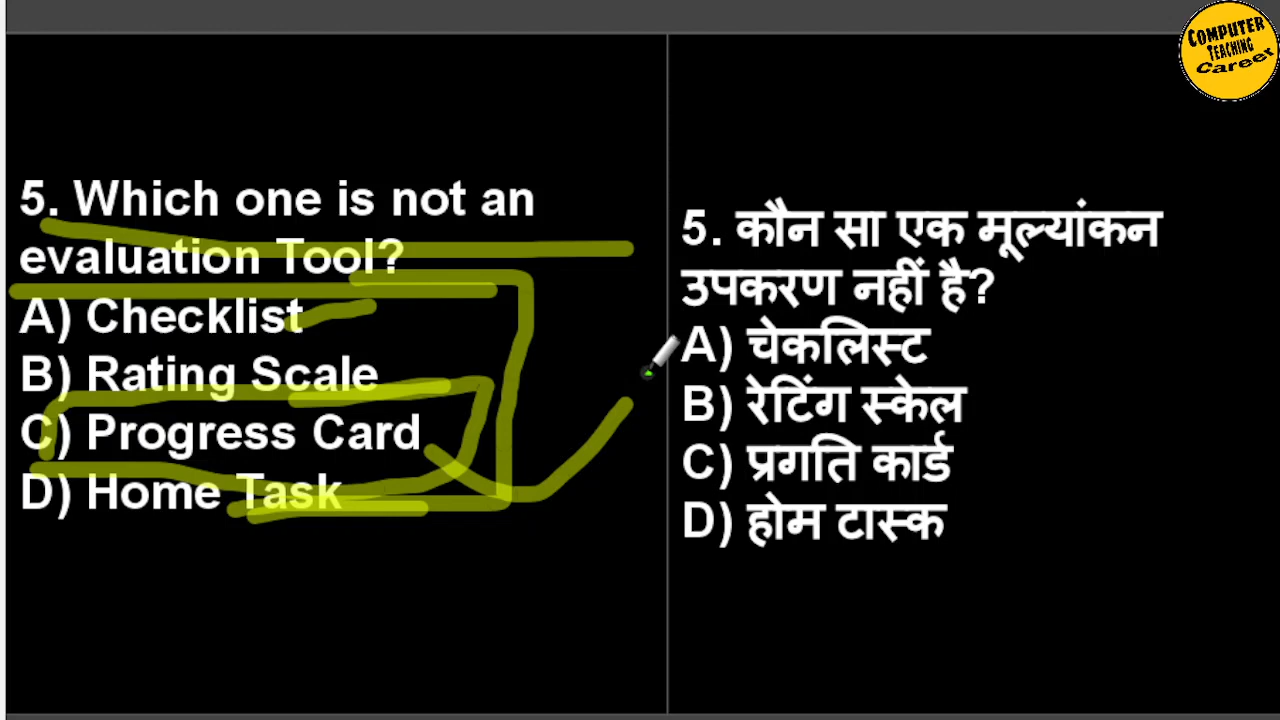 COMPUTER
TEACHING
Career
5. Which one is not an
evaluation Tool?
A) Checklist
B) Rating Scale
C) Progress Card
D) Home Task
5. कौन सा एक मूल्यांकन
उपकरण नहीं है?
A) चेकलिस्ट
B) रेटिंग स्केल
C) प्रगति कार्ड
D) होम टास्क